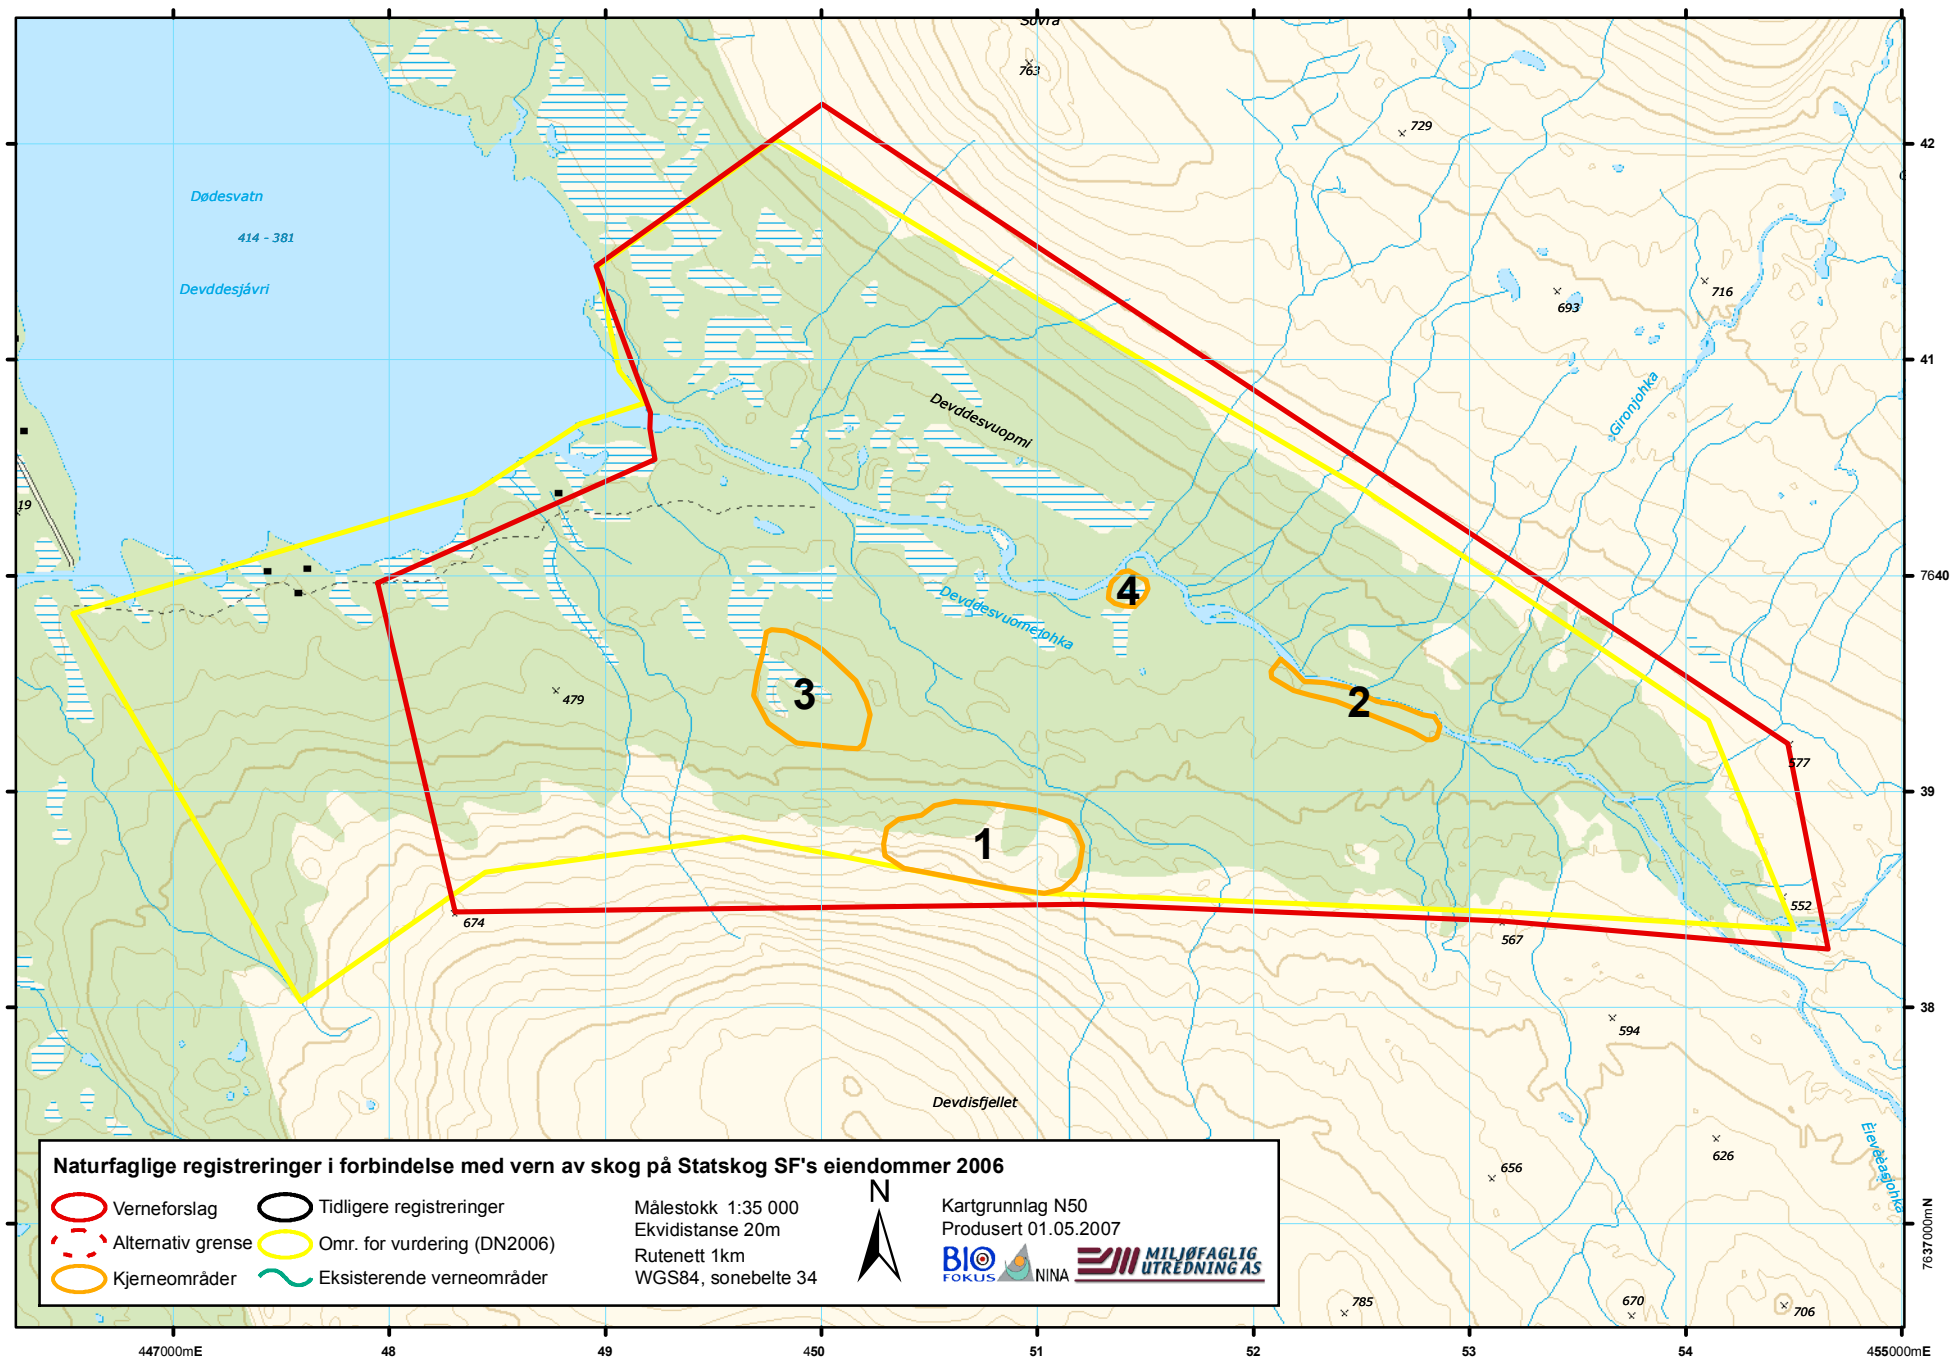 Sovra
763
729
42
Dødesvatn
414 - 381
Devddesjávri
716
693
41
Devddesvuopmi
Gironjohka
19
7640
Devddesvuomejohka
4
3
2
479
577
39
1
674
552
567
38
594
Devdisfjellet
626
656
7637000mN
785
670
706
Naturfaglige registreringer i forbindelse med vern av skog på Statskog SF's eiendommer 2006
Verneforslag
Alternativ grense
Kjerneområder
Tidligere registreringer
Omr. for vurdering (DN2006)
Eksisterende verneområder
Målestokk 1:35 000
Ekvidistanse 20m
Rutenett 1km
WGS84, sonebelte 34
N
Kartgrunnlag N50
Produsert 01.05.2007
BIO
FOKUS
NINA
MILJØFAGLIG
UTREDNING AS
447000mE
48
49
450
51
52
53
54
455000mE